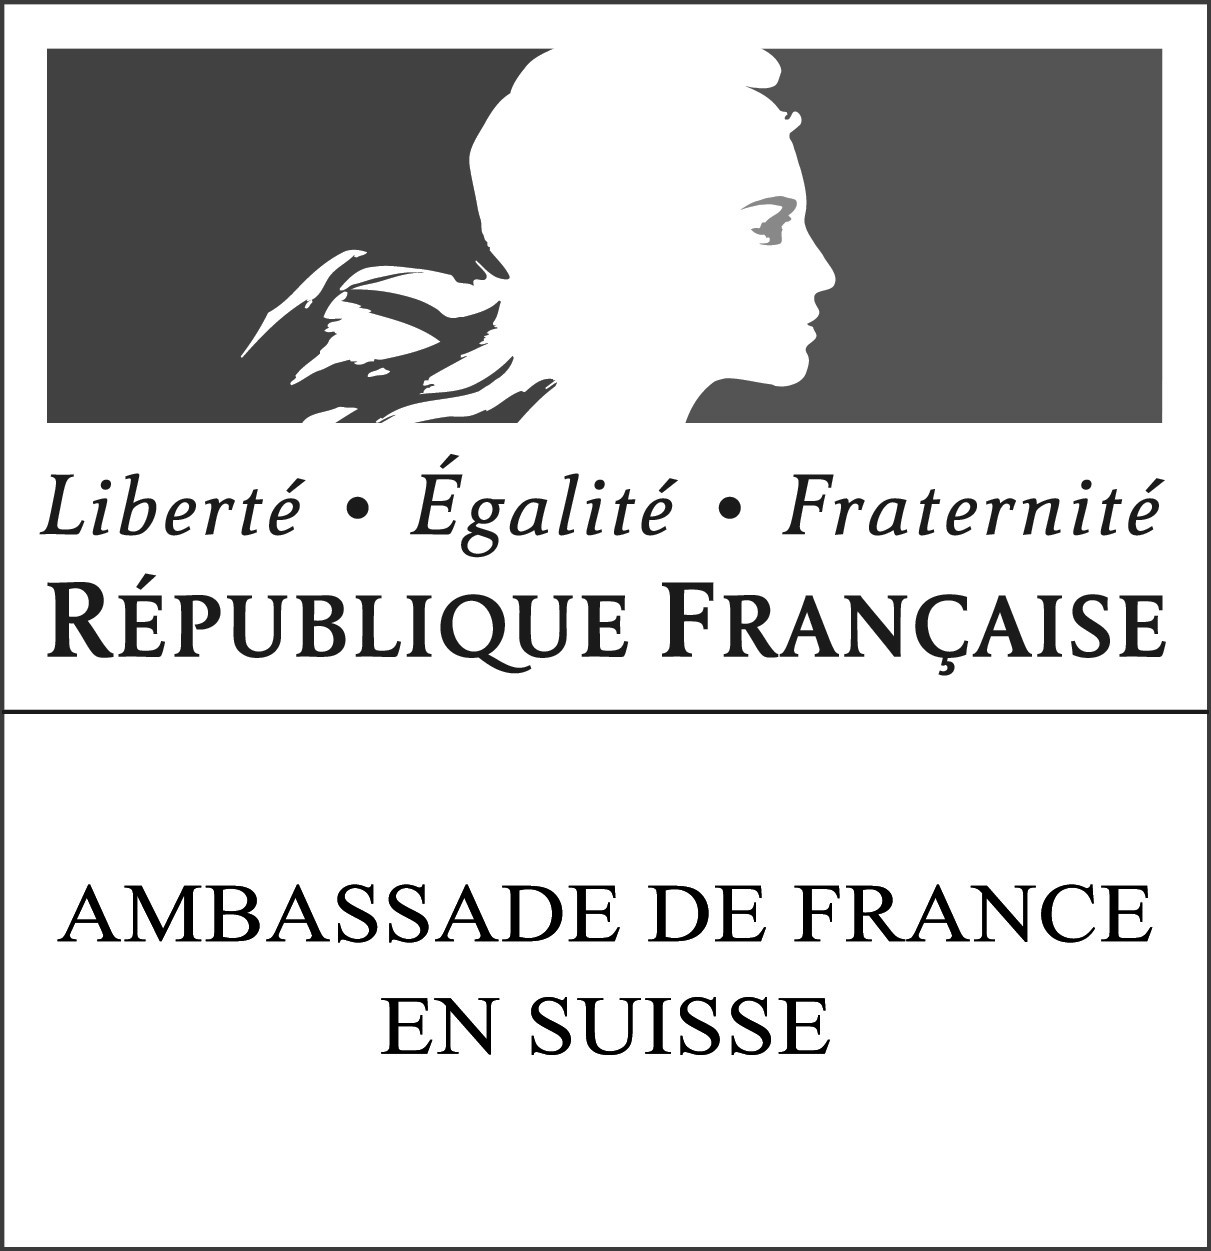 Liberté • Égalité • Fraternité
RÉPUBLIQUE FRANÇAISE
AMBASSADE DE FRANCE
EN SUISSE